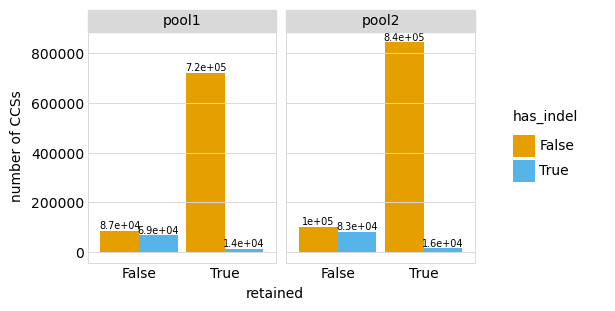 pool1
pool2
number of CCSs
800000
600000
400000
200000
0
8.7e+04
6.9e+04
7.2e+05
1.4e+04
1e+05
8.3e+04
8.4e+05
1.6e+04
False
True
False
True
retained
has_indel
False
True